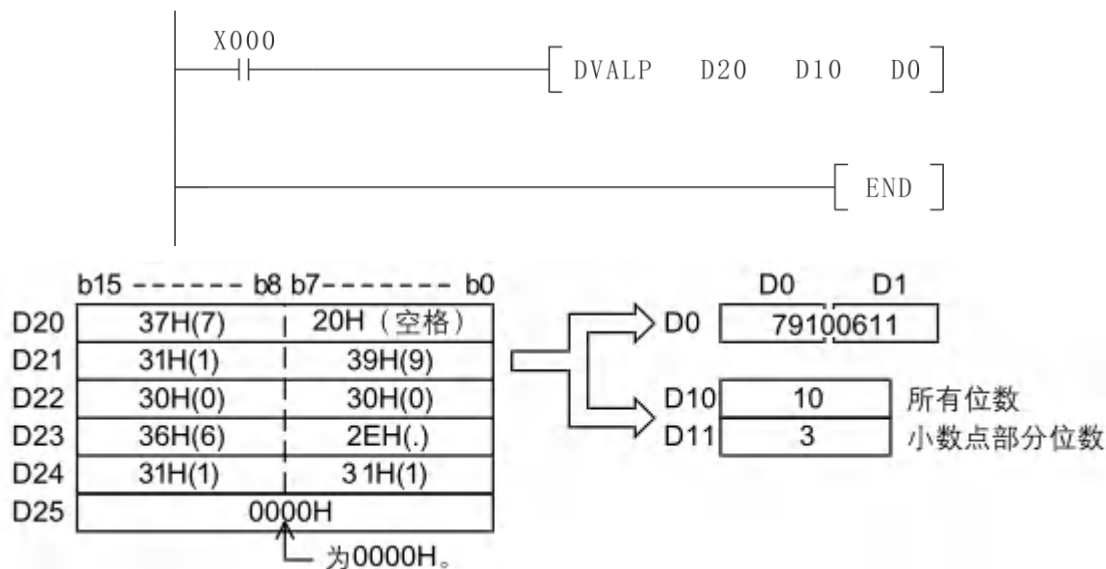 X000
DVALP D20 D10 D0
END
b15 ------ b8 b7-------- b0
D20 37H(7) 20H（空格）
D21 31H(1) 39H(9)
D22 30H(0) 30H(0)
D23 36H(6) 2EH(.)
D24 31H(1) 31H(1)
D25 0000H
为0000H。
D0 D1
D0 79100611
D10 10 所有位数
D11 3 小数点部分位数